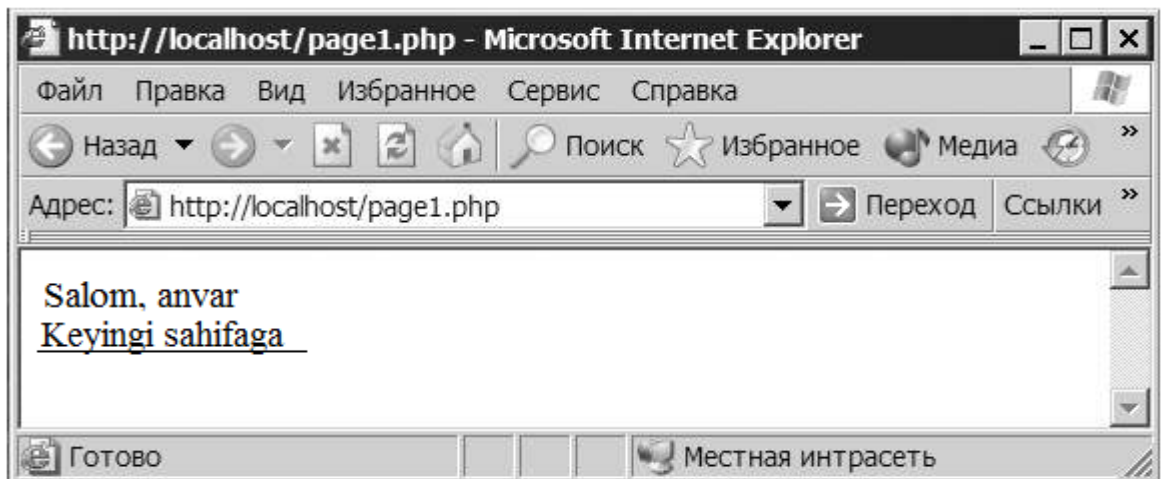 http://localhost/page1.php - Microsoft Internet Explorer
Файл Правка Вид Избранное Сервис Справка
Назад Поиск Избранное Медиа »
Адрес: http://localhost/page1.php Переход Ссылки »
Salom, anvar
Keyingi sahifaga
Готово Местная интрасеть